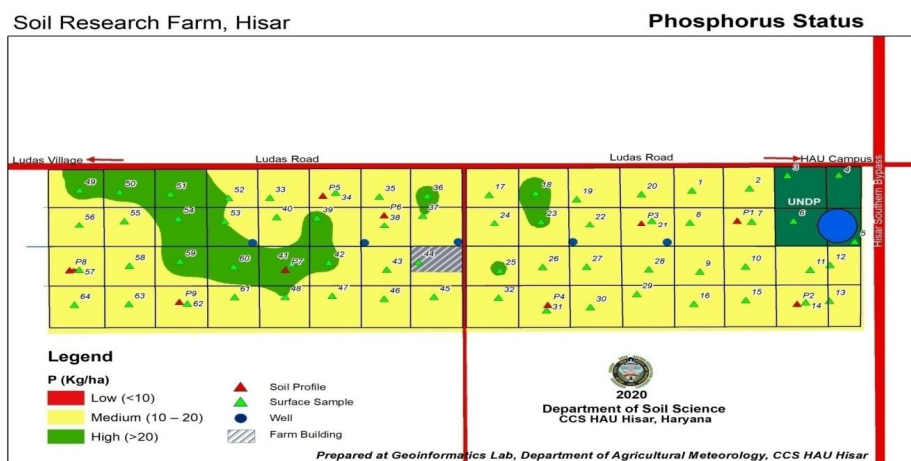 Soil Research Farm, Hisar
Phosphorus Status
Ludas Village
Ludas Road
Ludas Road
HAU Campus
Hisar Southern Bypass
49 50 51 52 33 P5 34 35 36 17 18 19 20 1 2 3 4
56 55 54 53 40 39 P6 38 37 24 23 22 P3 21 8 P1 7 6 UNDP 5
P8 57 58 59 60 41 P7 42 43 44 25 26 27 28 9 10 11 12
64 63 P9 62 61 48 47 46 45 32 P4 31 30 29 16 15 P2 14 13
Legend
P (Kg/ha)
Low (<10)
Medium (10 – 20)
High (>20)
Soil Profile
Surface Sample
Well
Farm Building
2020
Department of Soil Science
CCS HAU Hisar, Haryana
Prepared at Geoinformatics Lab, Department of Agricultural Meteorology, CCS HAU Hisar